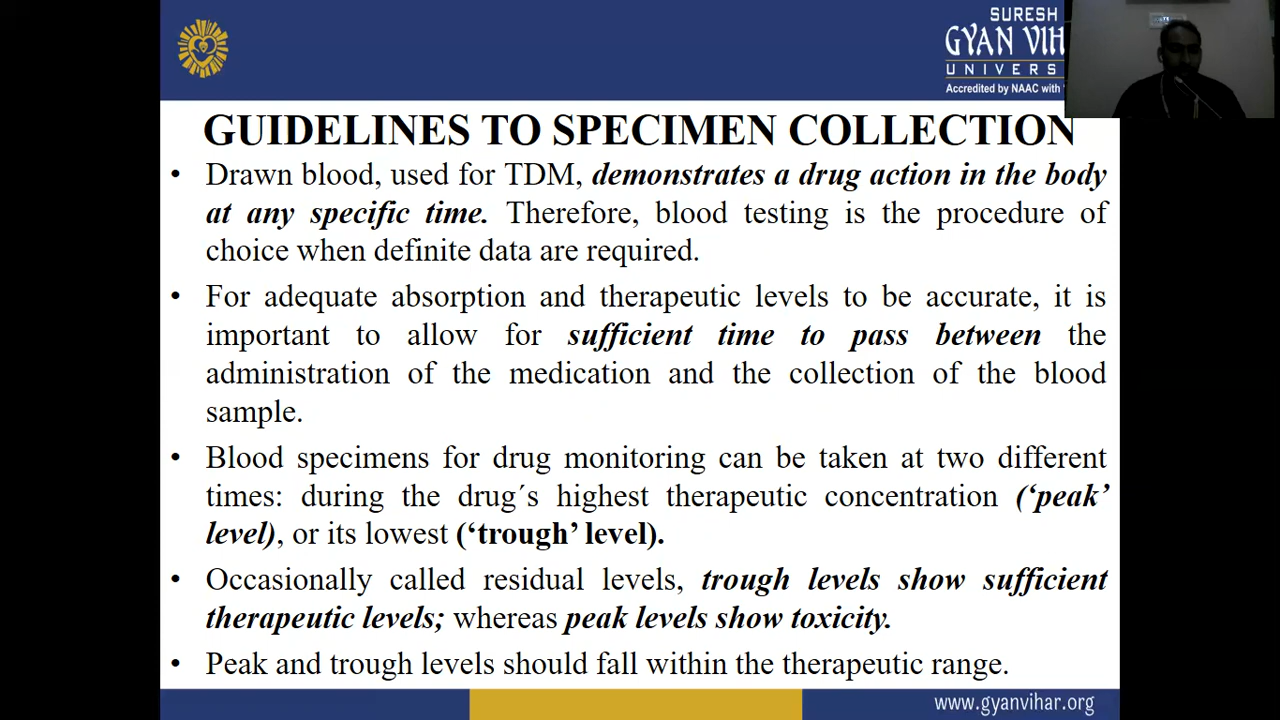 SURESH
GYAN VIH
UNIVERS
Accredited by NAAC with
GUIDELINES TO SPECIMEN COLLECTION
• Drawn blood, used for TDM, demonstrates a drug action in the body
at any specific time. Therefore, blood testing is the procedure of
choice when definite data are required.
• For adequate absorption and therapeutic levels to be accurate, it is
important to allow for sufficient time to pass between the
administration of the medication and the collection of the blood
sample.
• Blood specimens for drug monitoring can be taken at two different
times: during the drug´s highest therapeutic concentration (‘peak’
level), or its lowest (‘trough’ level).
• Occasionally called residual levels, trough levels show sufficient
therapeutic levels; whereas peak levels show toxicity.
• Peak and trough levels should fall within the therapeutic range.
www.gyanvihar.org